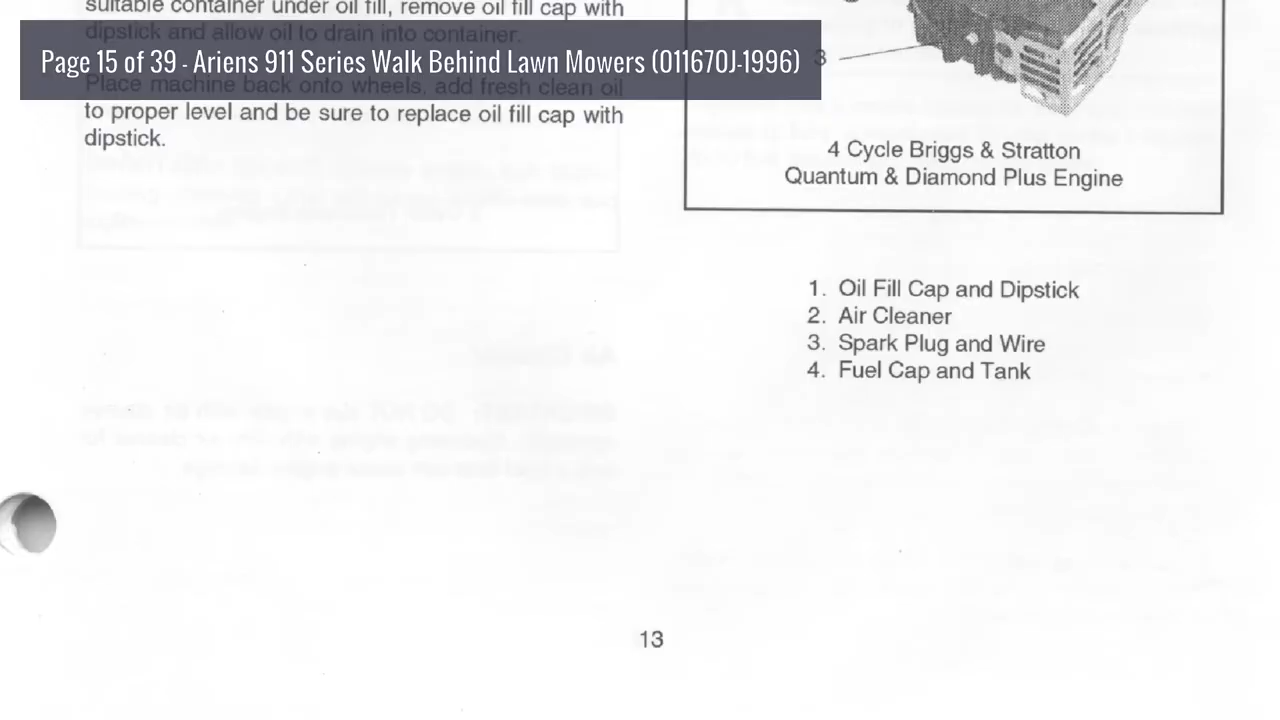 suitable container under oil fill, remove oil fill cap with
dipstick and allow oil to drain into container.
Page 15 of 39 - Ariens 911 Series Walk Behind Lawn Mowers (011670J-1996)
Place machine back onto wheels, add fresh clean oil
to proper level and be sure to replace oil fill cap with
dipstick.
3
4 Cycle Briggs & Stratton
Quantum & Diamond Plus Engine
1. Oil Fill Cap and Dipstick
2. Air Cleaner
3. Spark Plug and Wire
4. Fuel Cap and Tank
13